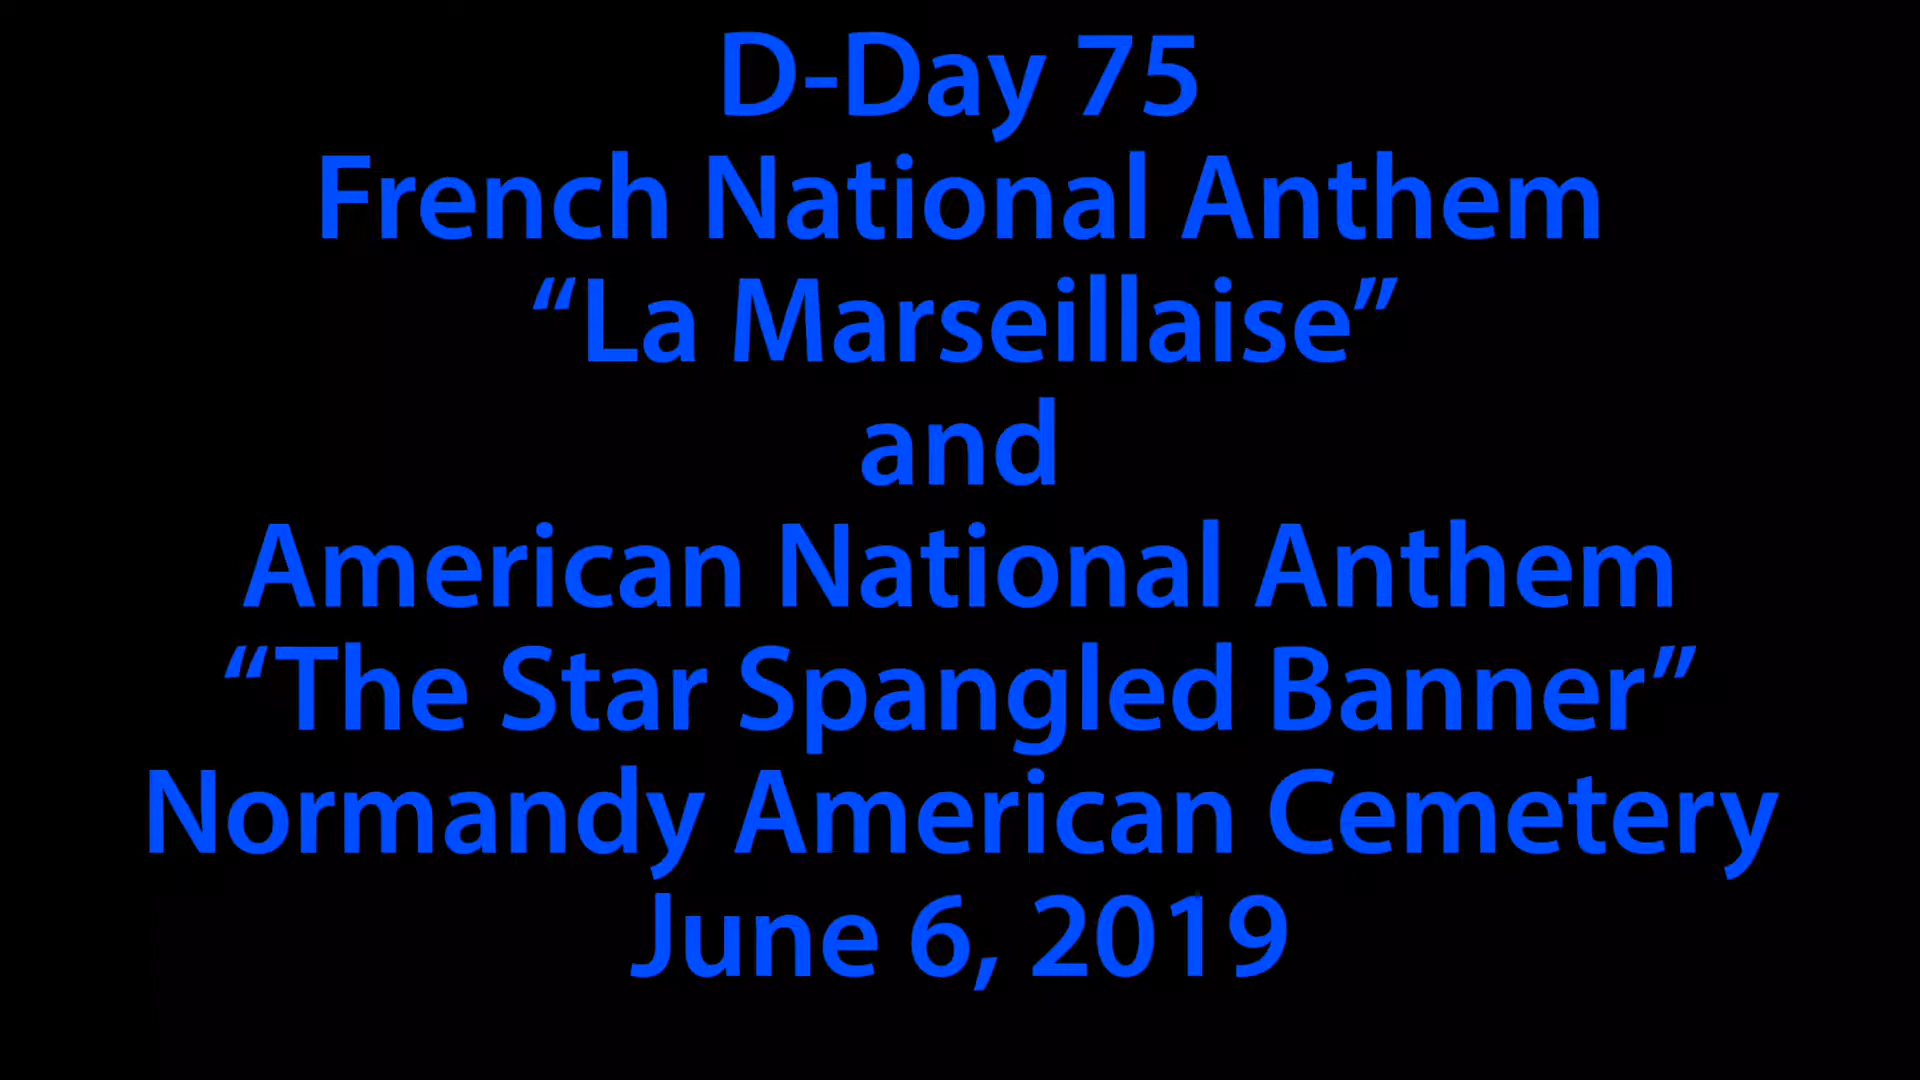 D-Day 75
French National Anthem
“La Marseillaise”
and
American National Anthem
“The Star Spangled Banner”
Normandy American Cemetery
June 6, 2019